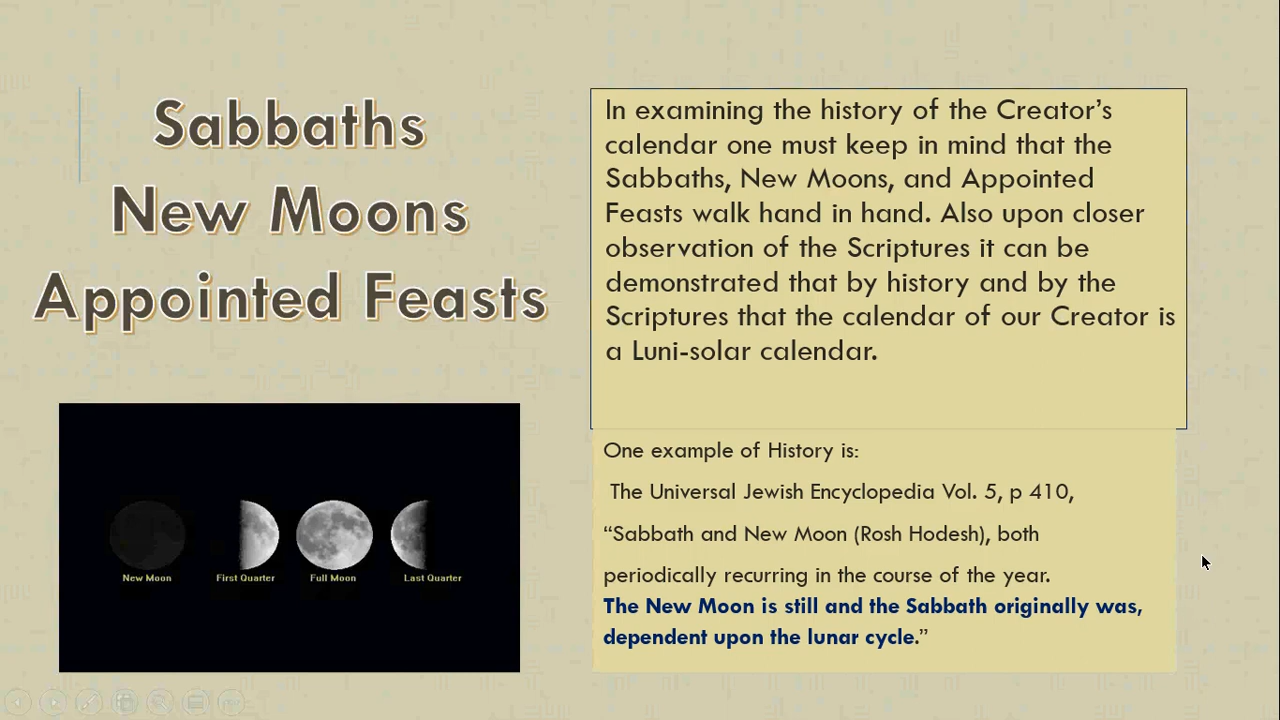 Sabbaths
New Moons
Appointed Feasts
In examining the history of the Creator’s
calendar one must keep in mind that the
Sabbaths, New Moons, and Appointed
Feasts walk hand in hand. Also upon closer
observation of the Scriptures it can be
demonstrated that by history and by the
Scriptures that the calendar of our Creator is
a Luni-solar calendar.
One example of History is:
The Universal Jewish Encyclopedia Vol. 5, p 410,
“Sabbath and New Moon (Rosh Hodesh), both
periodically recurring in the course of the year.
The New Moon is still and the Sabbath originally was,
dependent upon the lunar cycle.”
New Moon First Quarter Full Moon Last Quarter